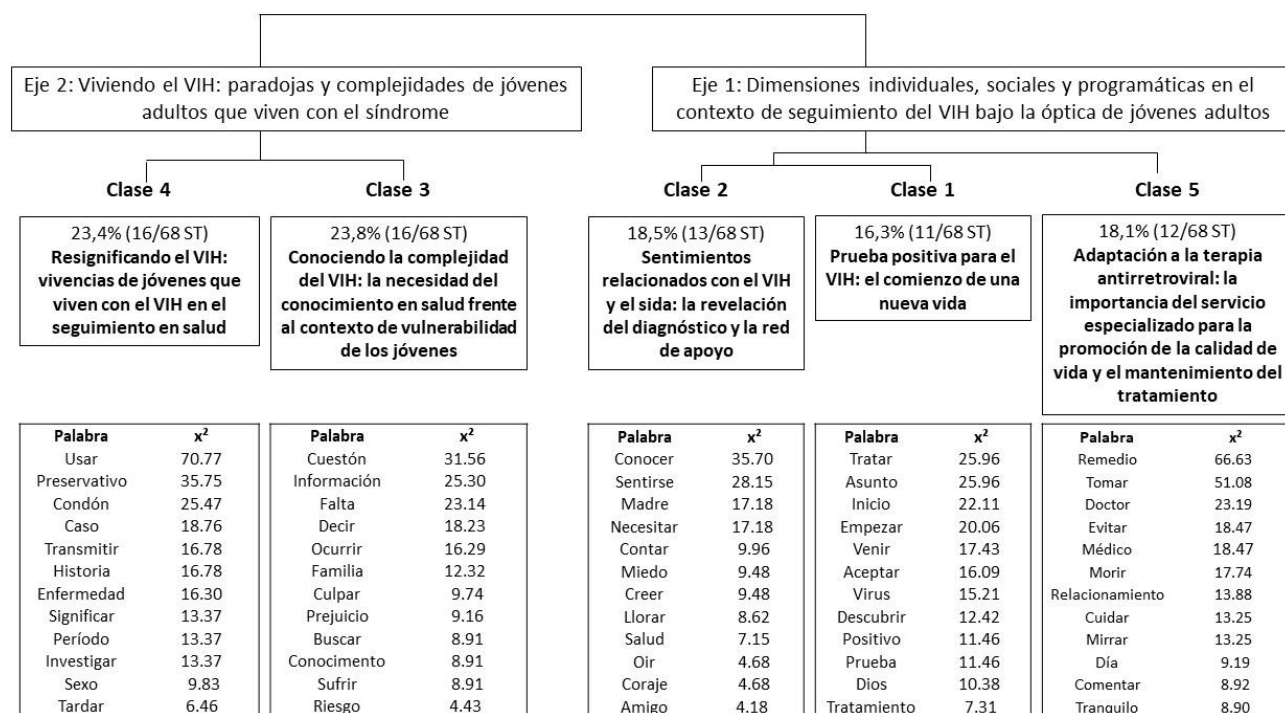 Eje 2: Viviendo el VIH: paradojas y complejidades de jóvenes
adultos que viven con el síndrome
Eje 1: Dimensiones individuales, sociales y programáticas en el
contexto de seguimiento del VIH bajo la óptica de jóvenes adultos
Clase 4
23,4% (16/68 ST)
Resignificando el VIH:
vivencias de jóvenes que
viven con el VIH en el
seguimiento en salud
Palabra x²
Usar 70.77
Preservativo 35.75
Condón 25.47
Caso 18.76
Transmitir 16.78
Historia 16.78
Enfermedad 16.30
Significar 13.37
Período 13.37
Investigar 13.37
Sexo 9.83
Tardar 6.46
Clase 3
23,8% (16/68 ST)
Conociendo la complejidad
del VIH: la necesidad del
conocimiento en salud frente
al contexto de vulnerabilidad
de los jóvenes
Palabra x²
Cuestón 31.56
Información 25.30
Falta 23.14
Decir 18.23
Ocurrir 16.29
Familia 12.32
Culpar 9.74
Prejuicio 9.16
Buscar 8.91
Conocimento 8.91
Sufrir 8.91
Riesgo 4.43
Clase 2
18,5% (13/68 ST)
Sentimientos
relacionados con el VIH
y el sida: la revelación
del diagnóstico y la red
de apoyo
Palabra x²
Conocer 35.70
Sentirse 28.15
Madre 17.18
Necesitar 17.18
Contar 9.96
Miedo 9.48
Creer 9.48
Llorar 8.62
Salud 7.15
Oir 4.68
Coraje 4.68
Amigo 4.18
Clase 1
16,3% (11/68 ST)
Prueba positiva para el
VIH: el comienzo de una
nueva vida
Palabra x²
Tratar 25.96
Asunto 25.96
Inicio 22.11
Empezar 20.06
Venir 17.43
Aceptar 16.09
Virus 15.21
Descubrir 12.42
Positivo 11.46
Prueba 11.46
Dios 10.38
Tratamiento 7.31
Clase 5
18,1% (12/68 ST)
Adaptación a la terapia
antirretroviral: la
importancia del servicio
especializado para la
promoción de la calidad de
vida y el mantenimiento del
tratamiento
Palabra x²
Remedio 66.63
Tomar 51.08
Doctor 23.19
Evitar 18.47
Médico 18.47
Morir 17.74
Relacionamiento 13.88
Cuidar 13.25
Mirrar 13.25
Día 9.19
Comentar 8.92
Tranquilo 8.90